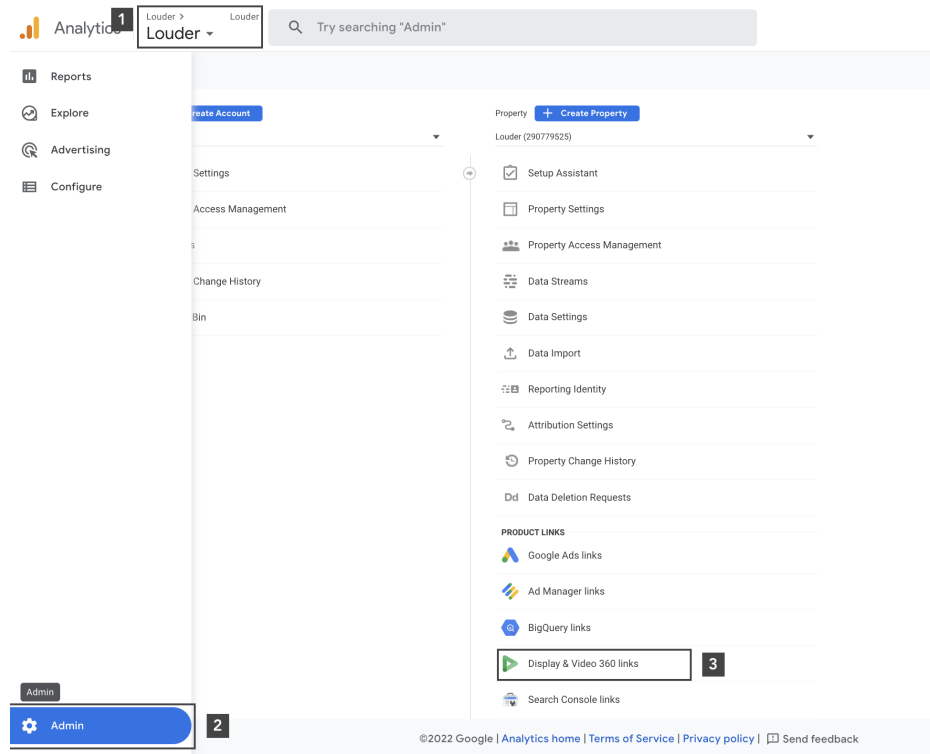 Analytics
1
Louder > Louder
Louder
Try searching "Admin"
Reports
Explore
Advertising
Configure
Admin
Admin
2
Create Account
Settings
Access Management
s
Change History
Bin
Property
+ Create Property
Louder (290779525)
Setup Assistant
Property Settings
Property Access Management
Data Streams
Data Settings
Data Import
Reporting Identity
Attribution Settings
Property Change History
Dd Data Deletion Requests
PRODUCT LINKS
Google Ads links
Ad Manager links
BigQuery links
Display & Video 360 links
3
Search Console links
©2022 Google | Analytics home | Terms of Service | Privacy policy | Send feedback